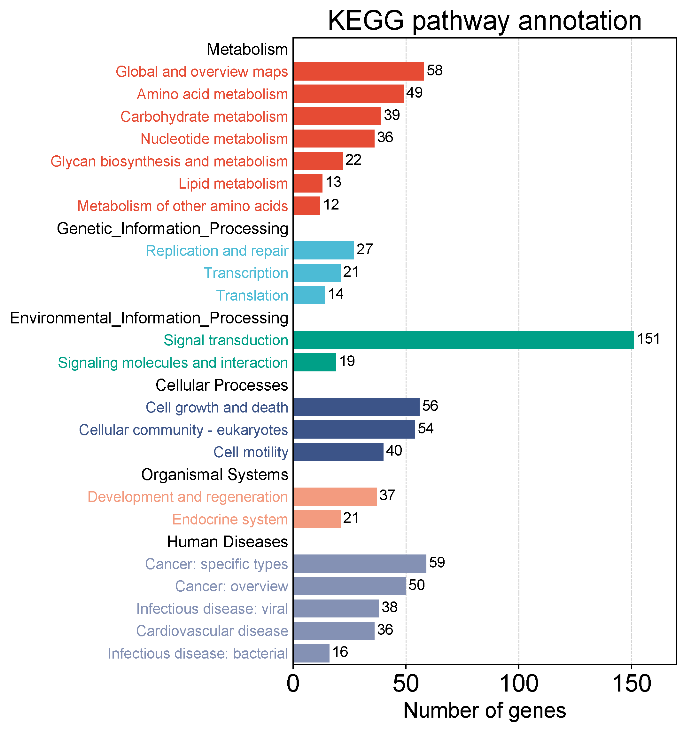 KEGG pathway annotation
Metabolism
Global and overview maps 58
Amino acid metabolism 49
Carbohydrate metabolism 39
Nucleotide metabolism 36
Glycan biosynthesis and metabolism 22
Lipid metabolism 13
Metabolism of other amino acids 12
Genetic_Information_Processing
Replication and repair 27
Transcription 21
Translation 14
Environmental_Information_Processing
Signal transduction 151
Signaling molecules and interaction 19
Cellular Processes
Cell growth and death 56
Cellular community - eukaryotes 54
Cell motility 40
Organismal Systems
Development and regeneration 37
Endocrine system 21
Human Diseases
Cancer: specific types 59
Cancer: overview 50
Infectious disease: viral 38
Cardiovascular disease 36
Infectious disease: bacterial 16
0 50 100 150
Number of genes